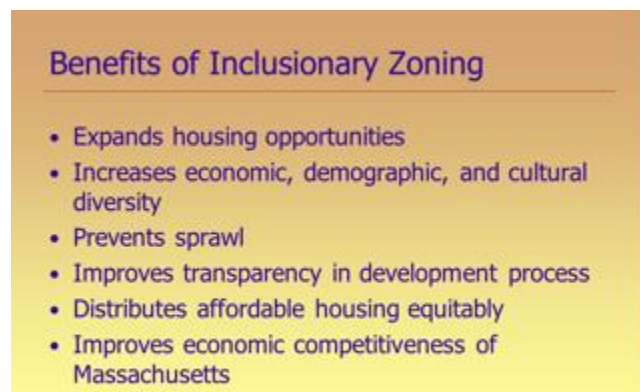 Benefits of Inclusionary Zoning
• Expands housing opportunities
• Increases economic, demographic, and cultural
diversity
• Prevents sprawl
• Improves transparency in development process
• Distributes affordable housing equitably
• Improves economic competitiveness of
Massachusetts